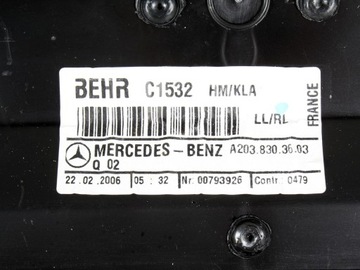 BEHR C1532 HM/KLA
LL/RL
FRANCE
MERCEDES-BENZ A203.830.36.03
Q 02
22.02.2006 05:32 Nr. 00793926 Contr. 0479